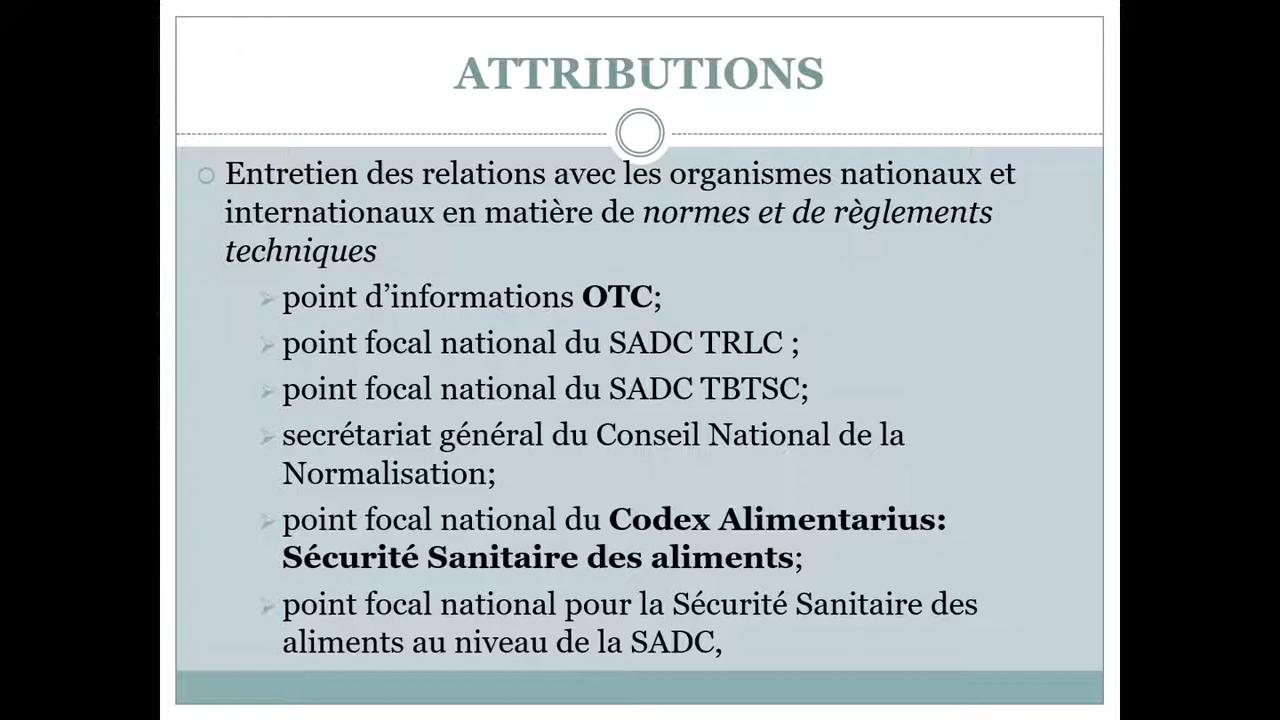 ATTRIBUTIONS
Entretien des relations avec les organismes nationaux et
internationaux en matière de normes et de règlements
techniques
point d’informations OTC;
point focal national du SADC TRLC ;
point focal national du SADC TBTSC;
secrétariat général du Conseil National de la
Normalisation;
point focal national du Codex Alimentarius:
Sécurité Sanitaire des aliments;
point focal national pour la Sécurité Sanitaire des
aliments au niveau de la SADC,